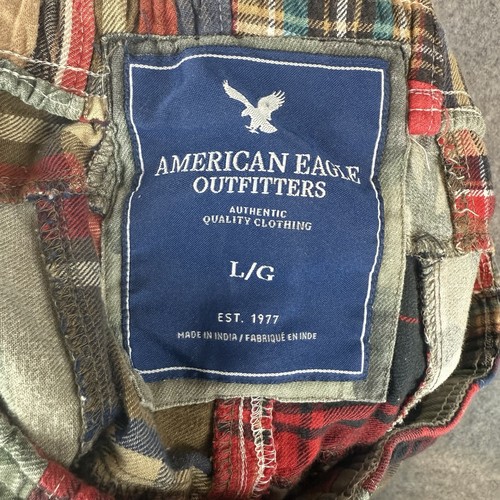 AMERICAN EAGLE
OUTFITTERS
AUTHENTIC
QUALITY CLOTHING
L/G
EST. 1977
MADE IN INDIA / FABRIQUÉ EN INDE